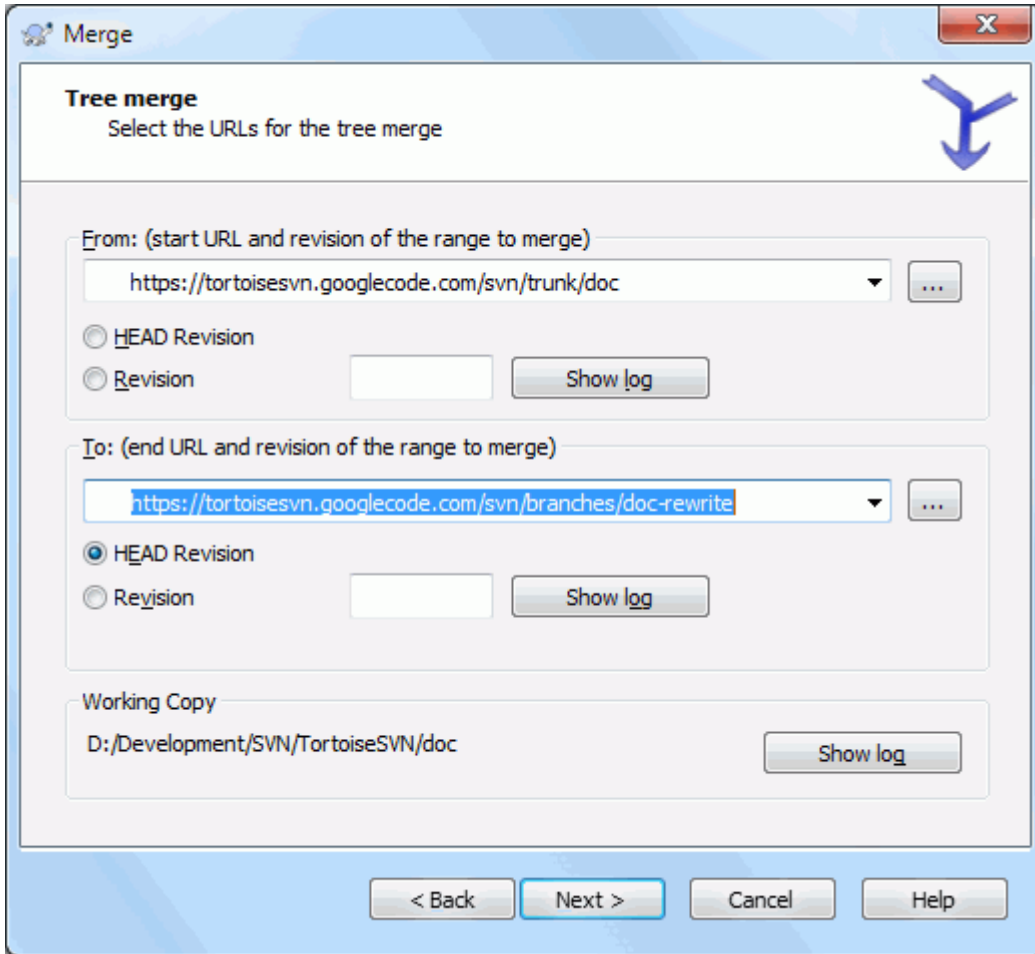 Merge
Tree merge
Select the URLs for the tree merge
From: (start URL and revision of the range to merge)
https://tortoisesvn.googlecode.com/svn/trunk/doc
...
HEAD Revision
Revision
Show log
To: (end URL and revision of the range to merge)
https://tortoisesvn.googlecode.com/svn/branches/doc-rewrite
...
HEAD Revision
Revision
Show log
Working Copy
D:/Development/SVN/TortoiseSVN/doc
Show log
< Back Next > Cancel Help